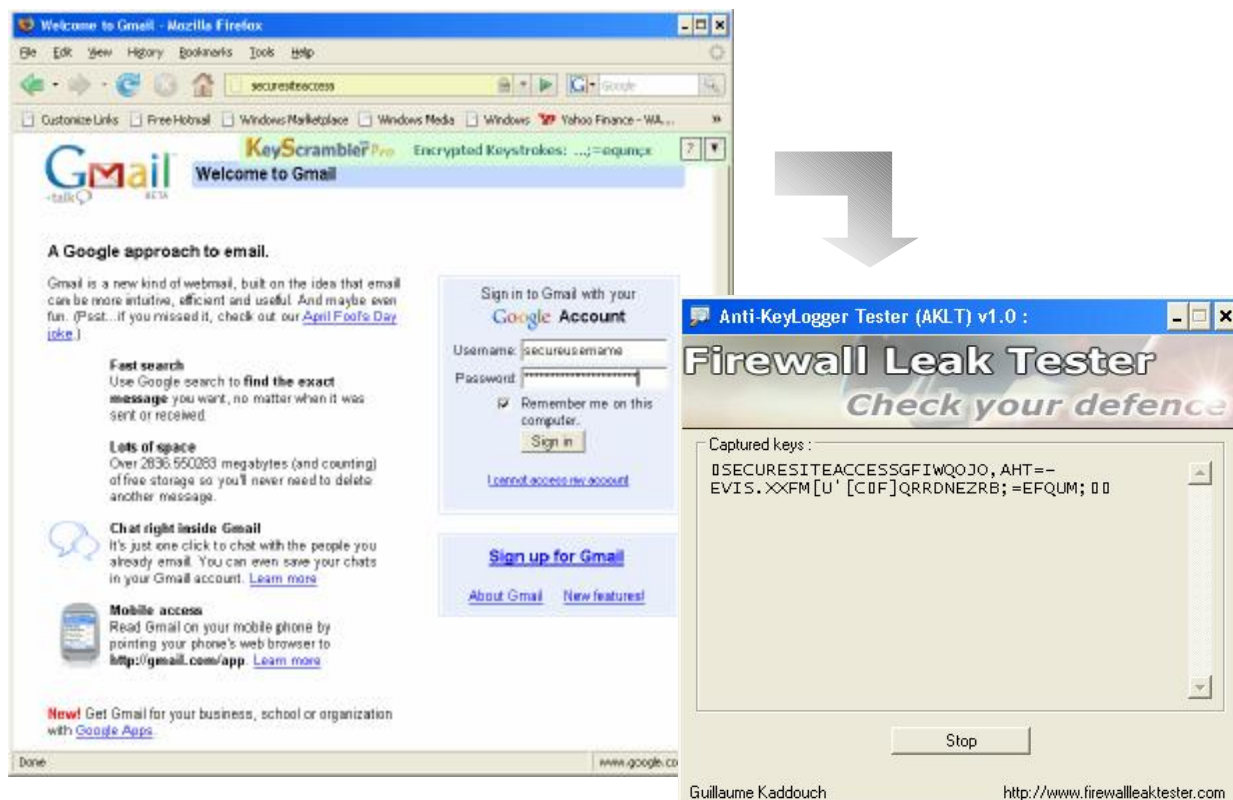 Welcome to Gmail - Mozilla Firefox
File Edit View History Bookmarks Tools Help
securesiteaccess
G Google
Customize Links Free Hotmail Windows Marketplace Windows Media Windows Yahoo Finance - WA... »
KeyScrambler Pro Encrypted Keystrokes: ...;=equm;x ?
Gmail
talk BETA
Welcome to Gmail
A Google approach to email.
Gmail is a new kind of webmail, built on the idea that email
can be more intuitive, efficient and useful. And maybe even
fun. (Psst...if you missed it, check out our April Fool's Day
joke.)
Fast search
Use Google search to find the exact
message you want, no matter when it was
sent or received.
Lots of space
Over 2836.550283 megabytes (and counting)
of free storage so you'll never need to delete
another message.
Chat right inside Gmail
It's just one click to chat with the people you
already email. You can even save your chats
in your Gmail account. Learn more
Mobile access
Read Gmail on your mobile phone by
pointing your phone's web browser to
http://gmail.com/app. Learn more
New! Get Gmail for your business, school or organization
with Google Apps.
Sign in to Gmail with your
Google Account
Username: secureusername
Password:
Remember me on this
computer.
Sign in
I cannot access my account
Sign up for Gmail
About Gmail New features!
Done
www.google.co
Anti-KeyLogger Tester (AKLT) v1.0 :
Firewall Leak Tester
Check your defence
Captured keys :
▯SECURESITEACCESSGFIWQOJO,AHT=-
EVIS.XXFM[U'[C▯F]QRRDNEZRB;=EFQUM;▯▯
Stop
Guillaume Kaddouch
http://www.firewallleaktester.com